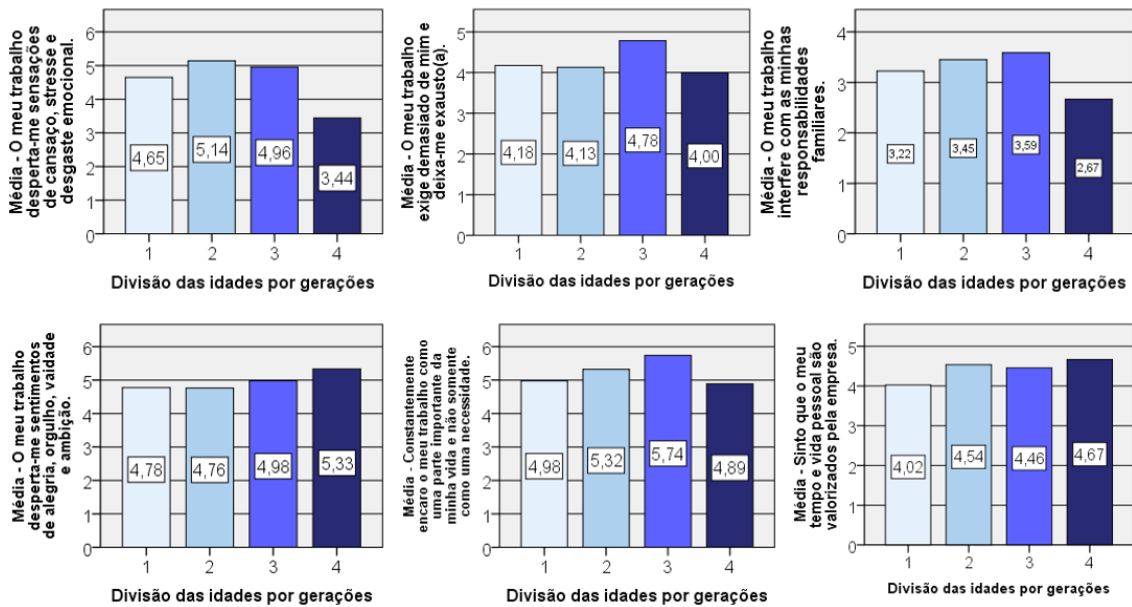 Média - O meu trabalho
desperta-me sensações
de cansaço, stresse e
desgaste emocional.
6
5
4
3
2
1
0
4,65
5,14
4,96
3,44
1
2
3
4
Divisão das idades por gerações
Média - O meu trabalho
exige demasiado de mim e
deixa-me exausto(a).
5
4
3
2
1
0
4,18
4,13
4,78
4,00
1
2
3
4
Divisão das idades por gerações
Média - O meu trabalho
interfere com as minhas
responsabilidades
familiares.
4
3
2
1
0
3,22
3,45
3,59
2,67
1
2
3
4
Divisão das idades por gerações
Média - O meu trabalho
desperta-me sentimentos
de alegria, orgulho, vaidade
e ambição.
6
5
4
3
2
1
0
4,78
4,76
4,98
5,33
1
2
3
4
Divisão das idades por gerações
Média - Constantemente
encaro o meu trabalho como
uma parte importante da
minha vida e não somente
como uma necessidade.
6
5
4
3
2
1
0
4,98
5,32
5,74
4,89
1
2
3
4
Divisão das idades por gerações
Média - Sinto que o meu
tempo e vida pessoal são
valorizados pela empresa.
5
4
3
2
1
0
4,02
4,54
4,46
4,67
1
2
3
4
Divisão das idades por gerações